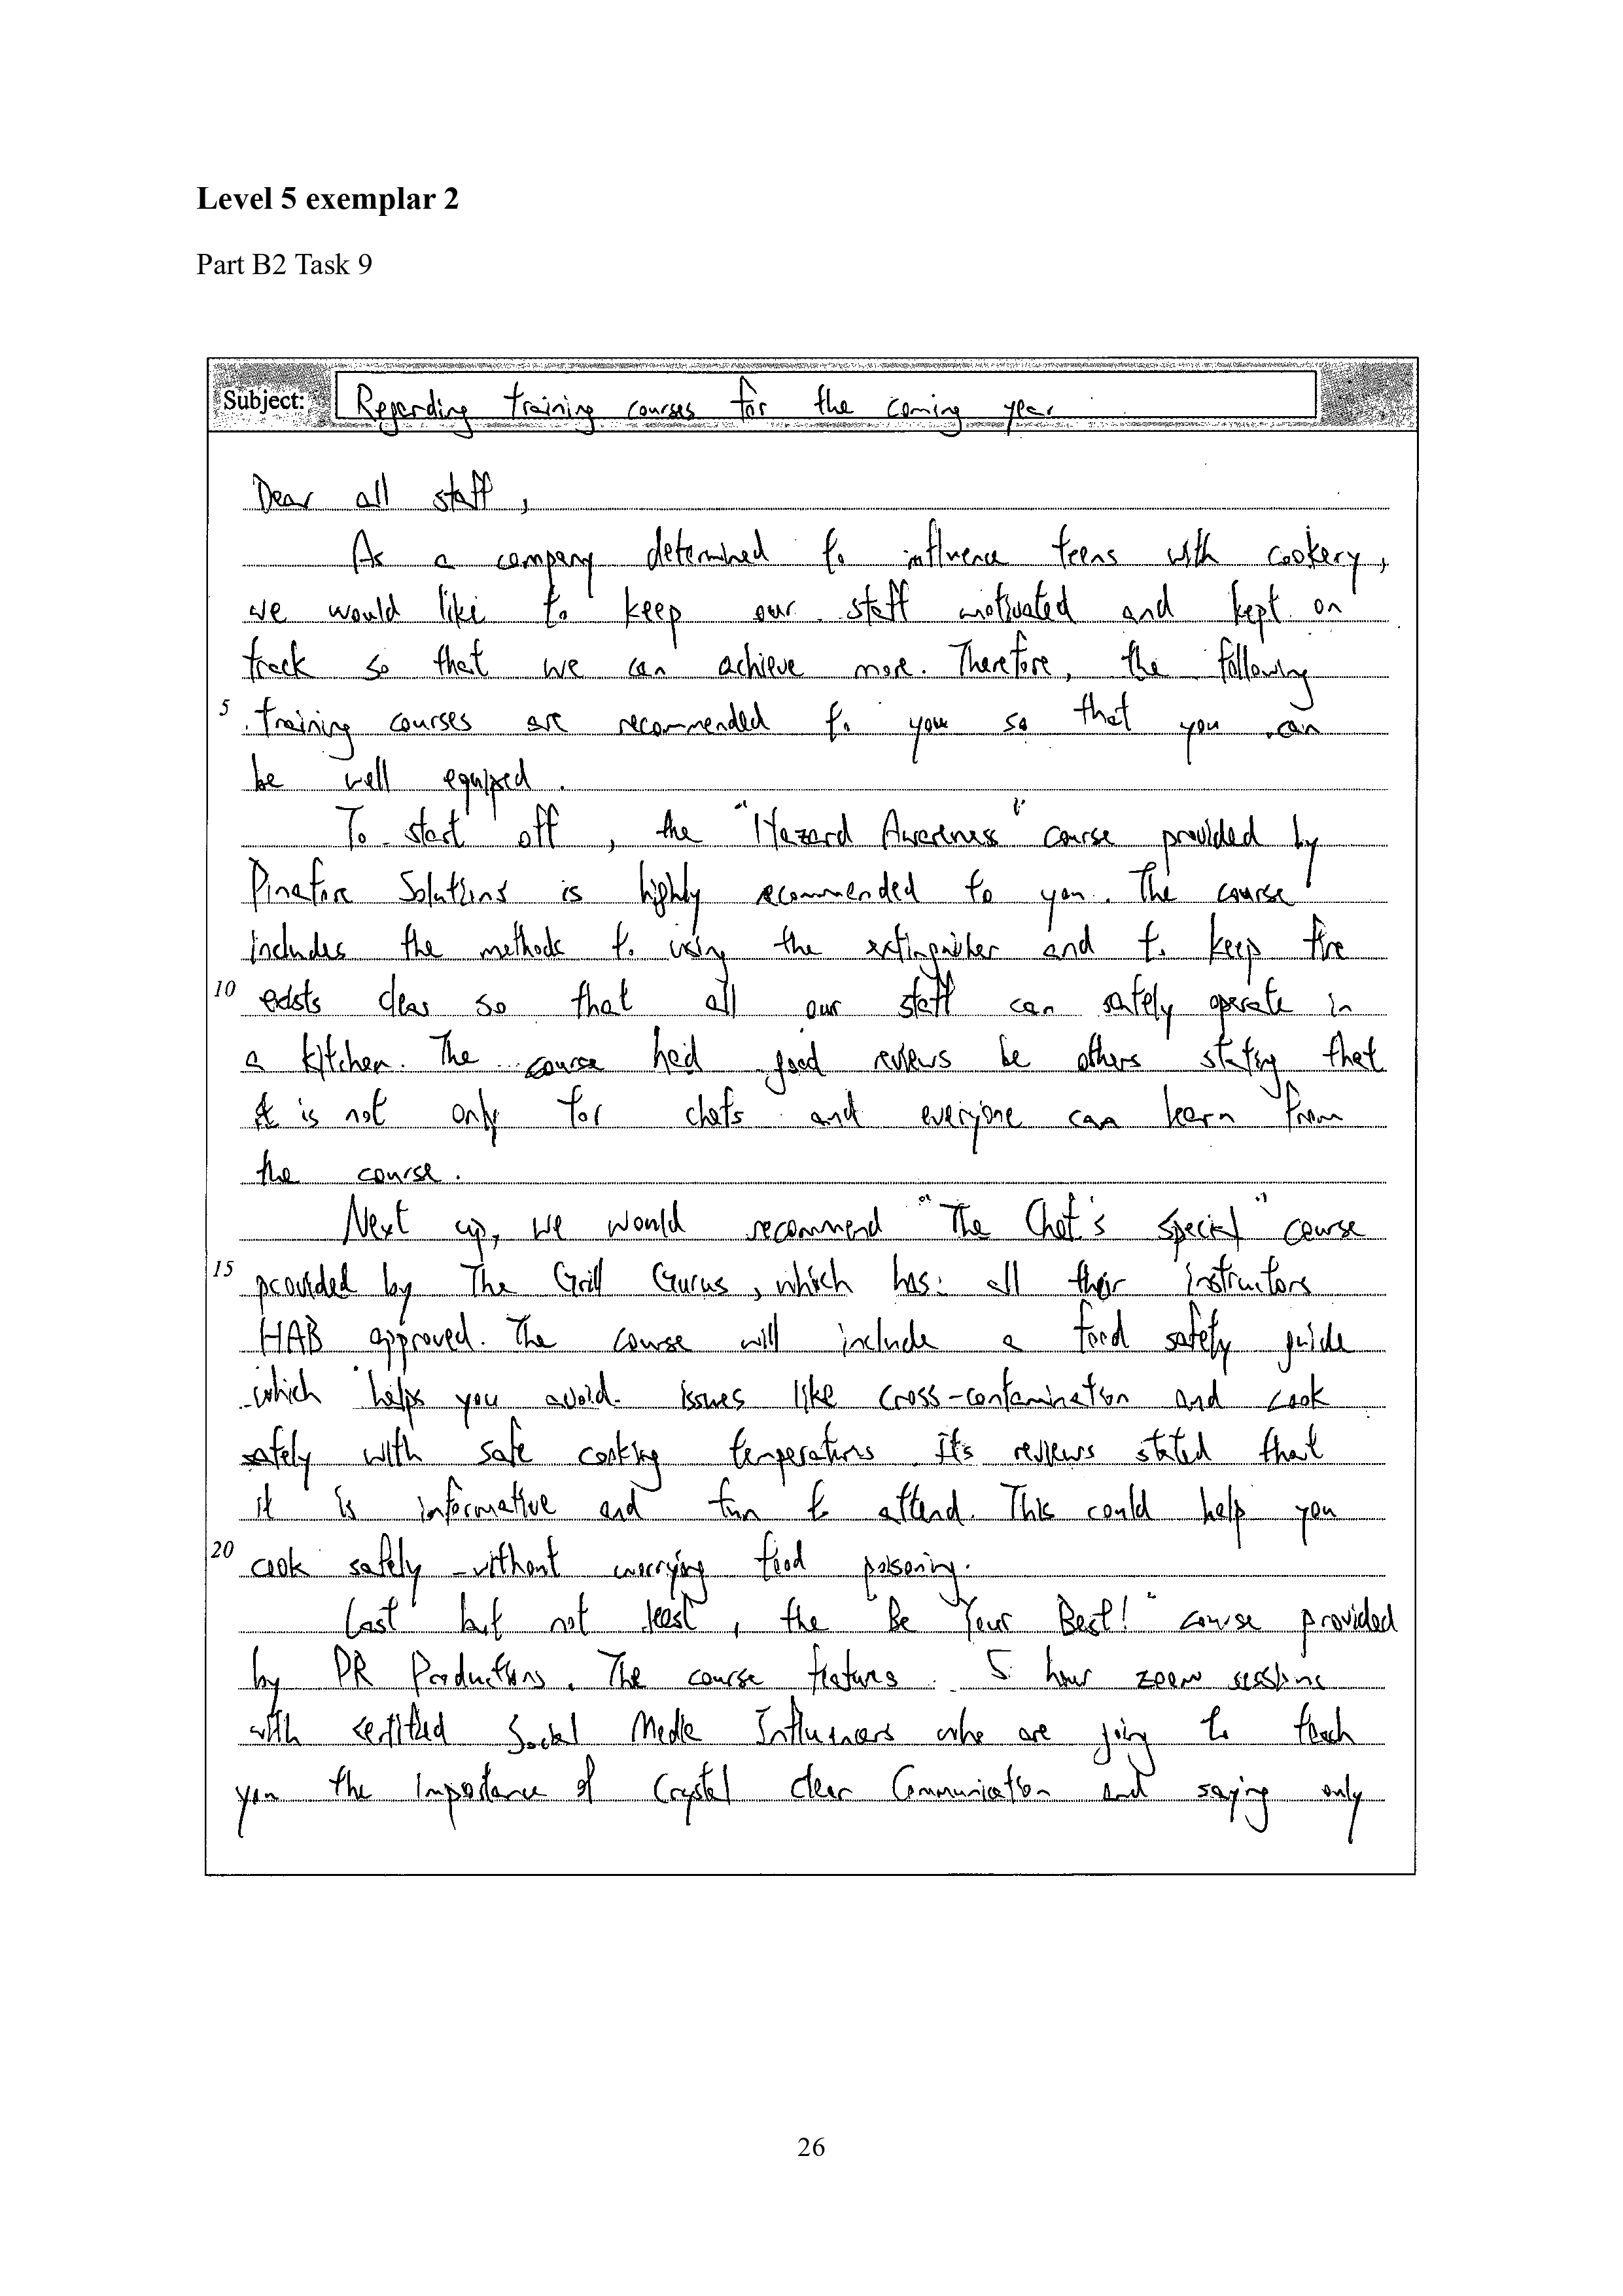 Level 5 exemplar 2
Part B2 Task 9
Subject: Regarding training courses for the coming year
Dear all staff,
As a company determined to influence teens with cookery,
we would like to keep our staff motivated and kept on
track so that we can achieve more. Therefore, the following
5 training courses are recommended to you so that you can
be well equiped.
To start off, the "Hazard Awareness" course provided by
Pinafore Solutions is highly recommended to you. The course
includes the methods to using the extinguisher and to keep fire
10 exists clear so that all our staff can safely operate in
a kitchen. The course had good reviews be others stating that
it is not only for chefs and everyone can learn from
the course.
Next up, we would recommend "The Chef's special" course
15 provided by The Grill Gurus, which has all their instructors
HAB approved. The course will include a food safety guide
which helps you avoid issues like cross-contamination and cook
safely with safe cooking temperatures. It's reviews stated that
it is informative and fun to attend. This could help you
20 cook safely without worrying food poisoning.
Last but not least, the "Be Your Best!" course provided
by PR Productions. The course features 5 hour zoom sessions
with certified Social Media Influencers who are going to teach
you the importance of Crystal clear Communication and saying only
26